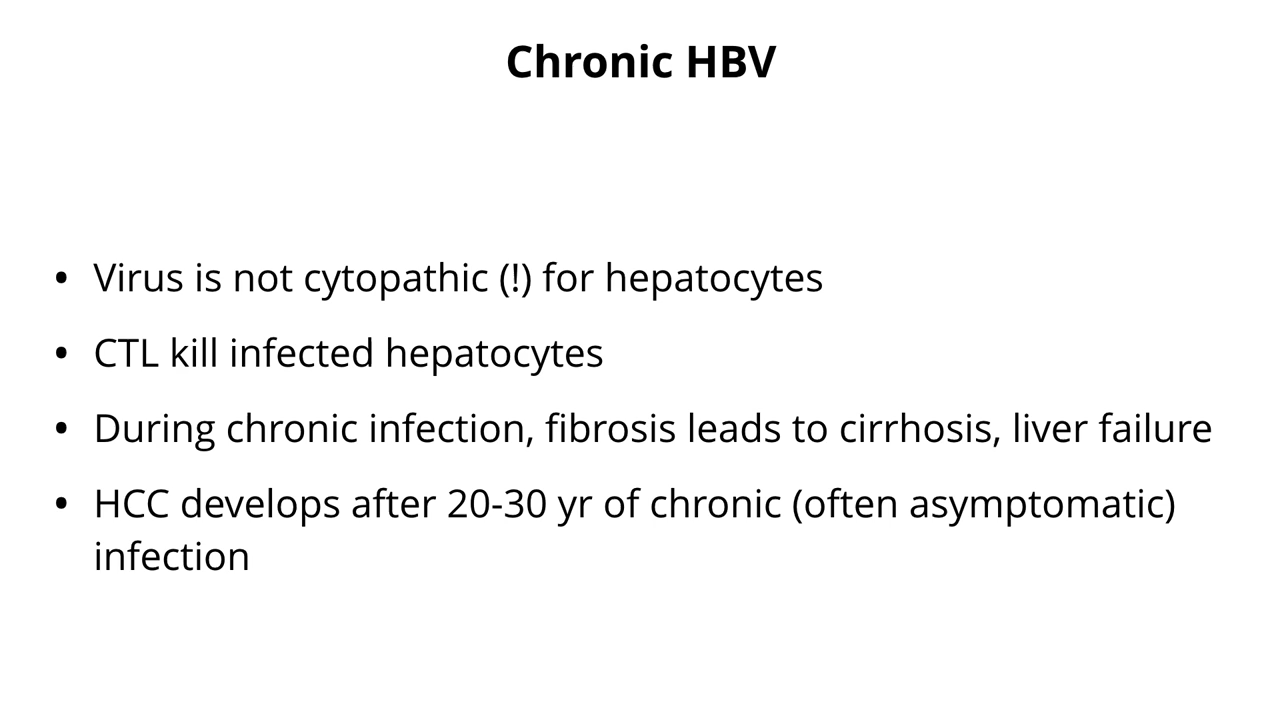 Chronic HBV
• Virus is not cytopathic (!) for hepatocytes
• CTL kill infected hepatocytes
• During chronic infection, fibrosis leads to cirrhosis, liver failure
• HCC develops after 20-30 yr of chronic (often asymptomatic)
infection